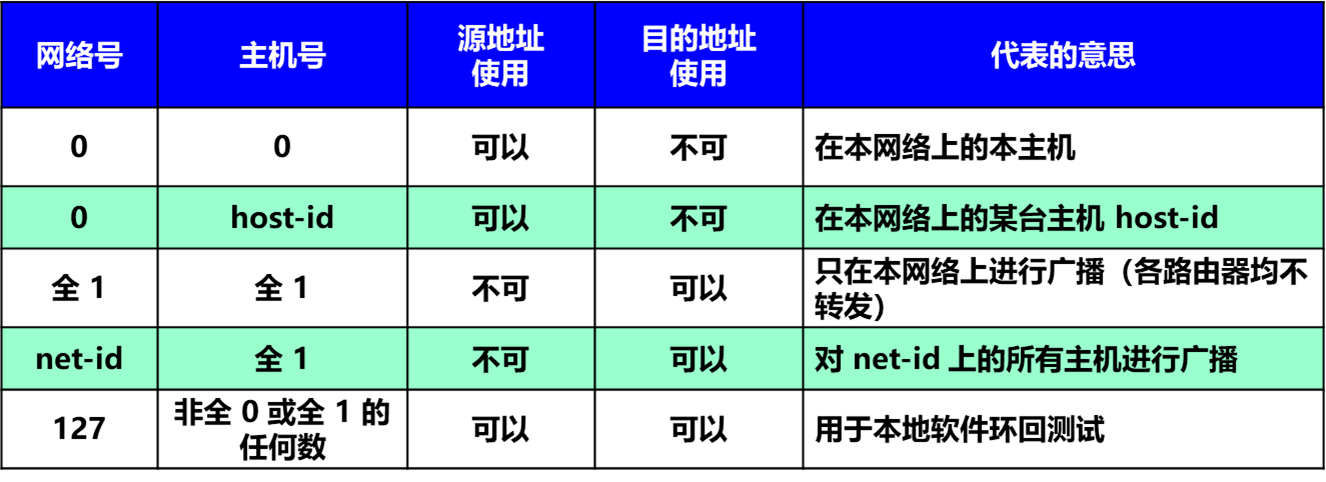 网络号 主机号 源地址使用 目的地址使用 代表的意思
0 0 可以 不可 在本网络上的本主机
0 host-id 可以 不可 在本网络上的某台主机 host-id
全 1 全 1 不可 可以 只在本网络上进行广播（各路由器均不转发）
net-id 全 1 不可 可以 对 net-id 上的所有主机进行广播
127 非全 0 或全 1 的任何数 可以 可以 用于本地软件环回测试